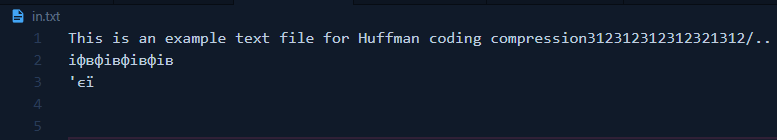 in.txt
1 This is an example text file for Huffman coding compression312312312312321312/..
2 іфвфівфівфів
3 'єї
4
5